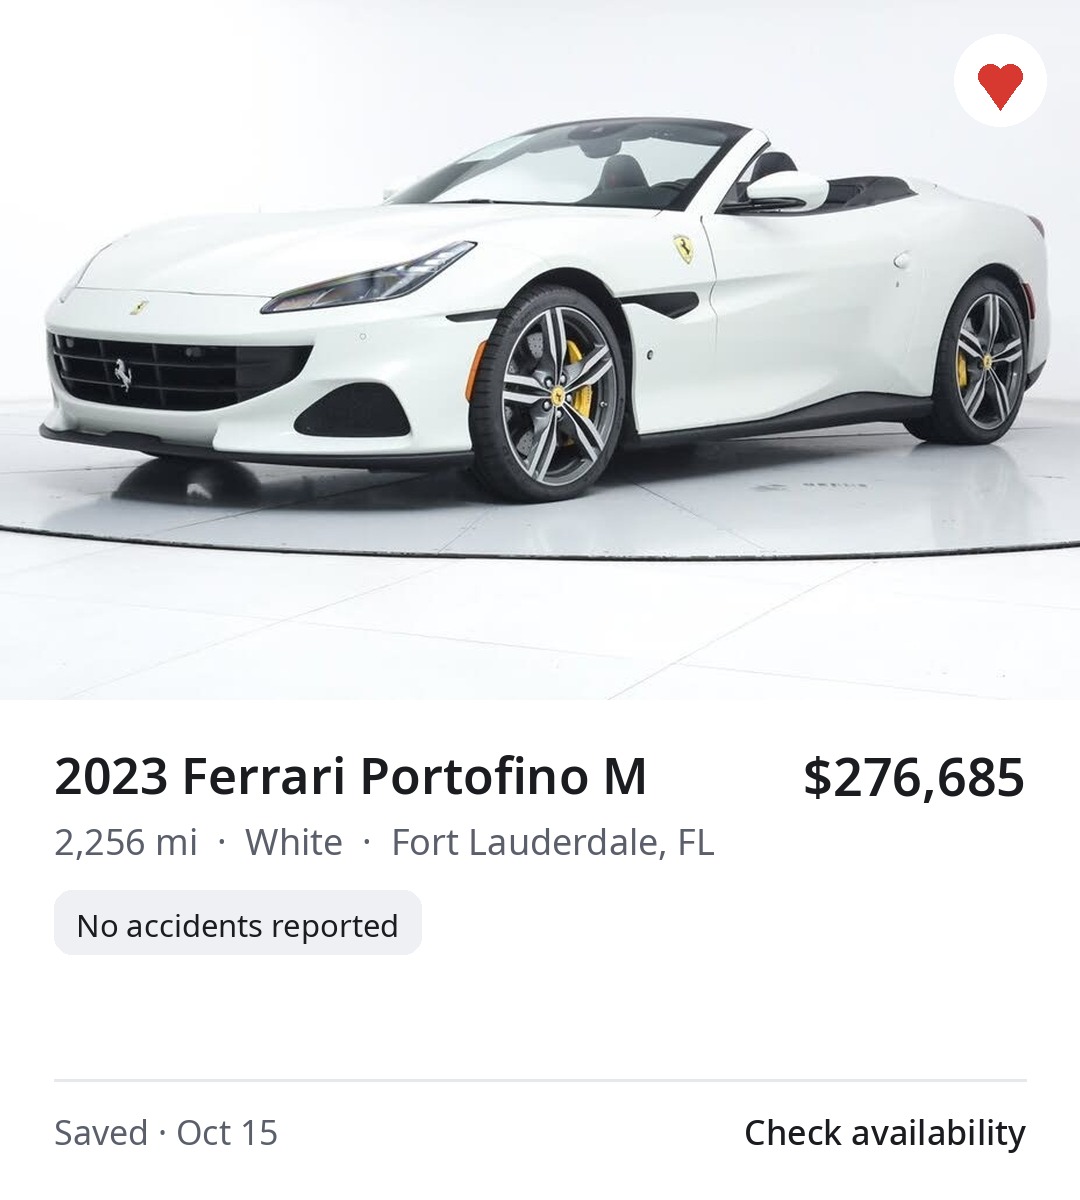 2023 Ferrari Portofino M
$276,685
2,256 mi · White · Fort Lauderdale, FL
No accidents reported
Saved · Oct 15
Check availability